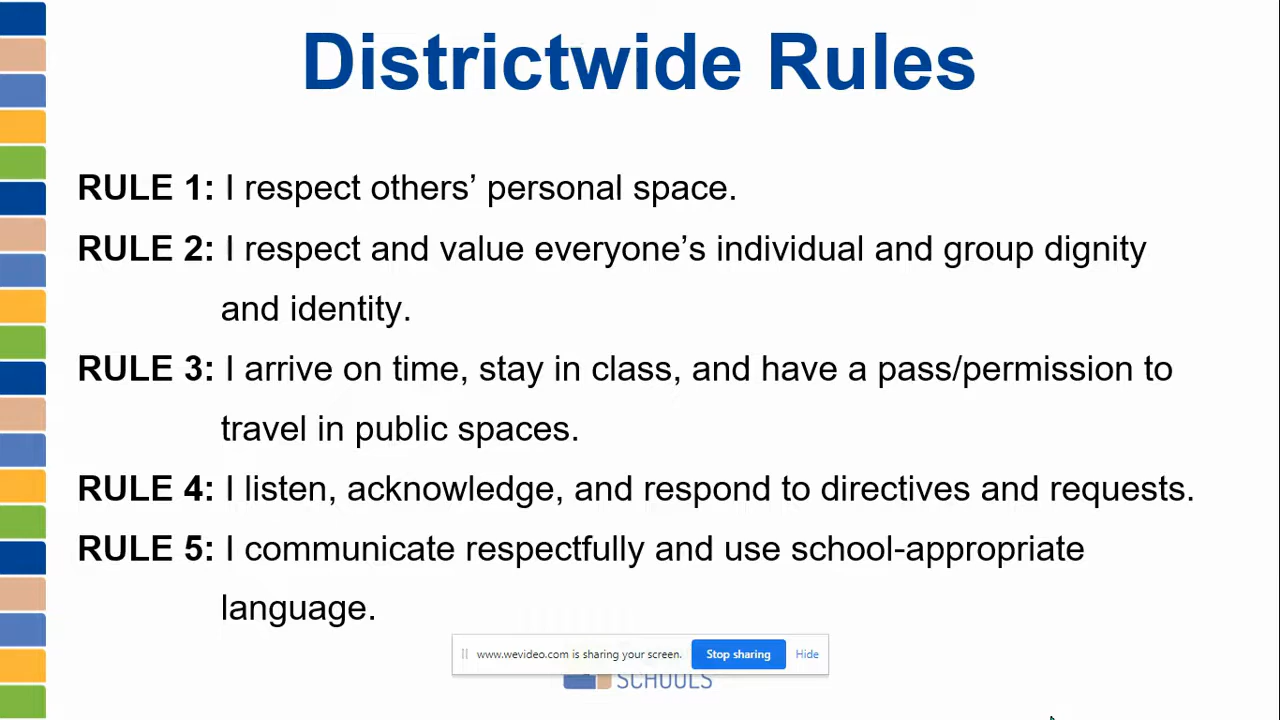 Districtwide Rules
RULE 1: I respect others’ personal space.
RULE 2: I respect and value everyone’s individual and group dignity
and identity.
RULE 3: I arrive on time, stay in class, and have a pass/permission to
travel in public spaces.
RULE 4: I listen, acknowledge, and respond to directives and requests.
RULE 5: I communicate respectfully and use school-appropriate
language.
www.wevideo.com is sharing your screen. Stop sharing Hide
SCHOOLS